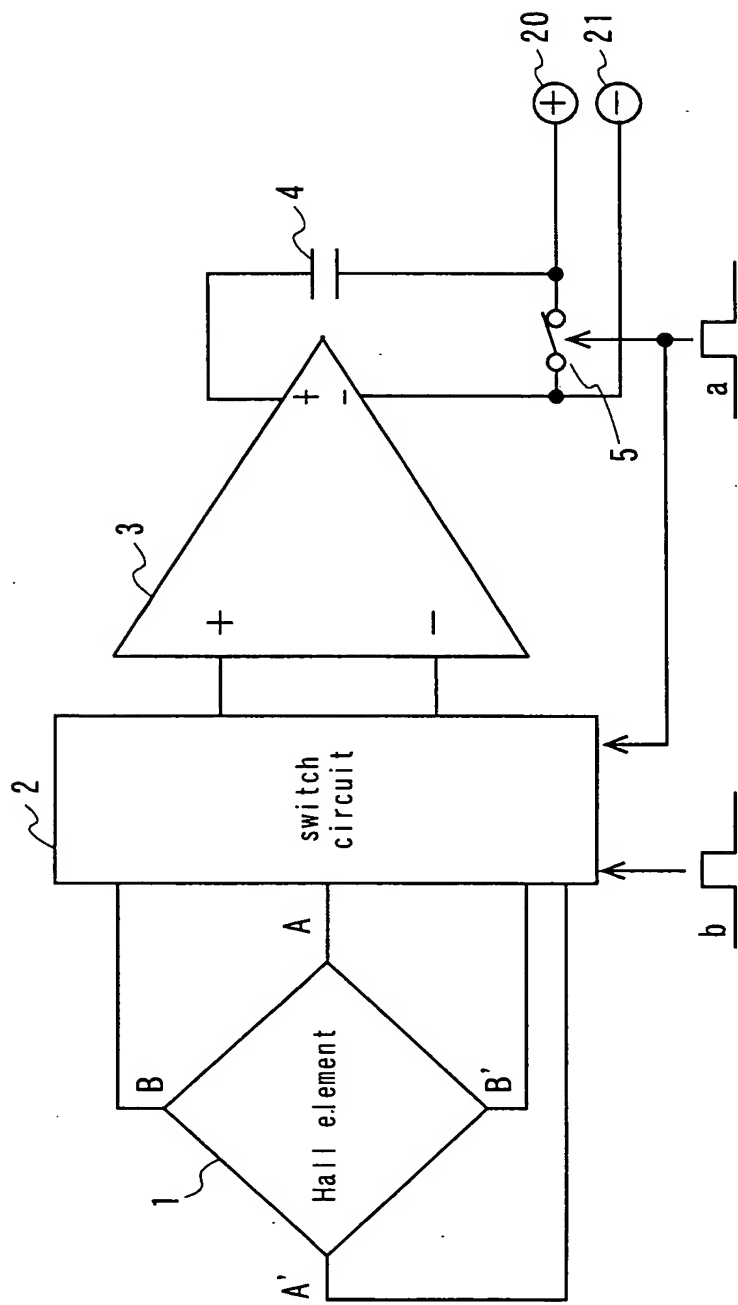 A'
1
B
Hall element
B'
A
2
switch
circuit
b
3
+
−
+
−
4
5
a
+
20
−
21